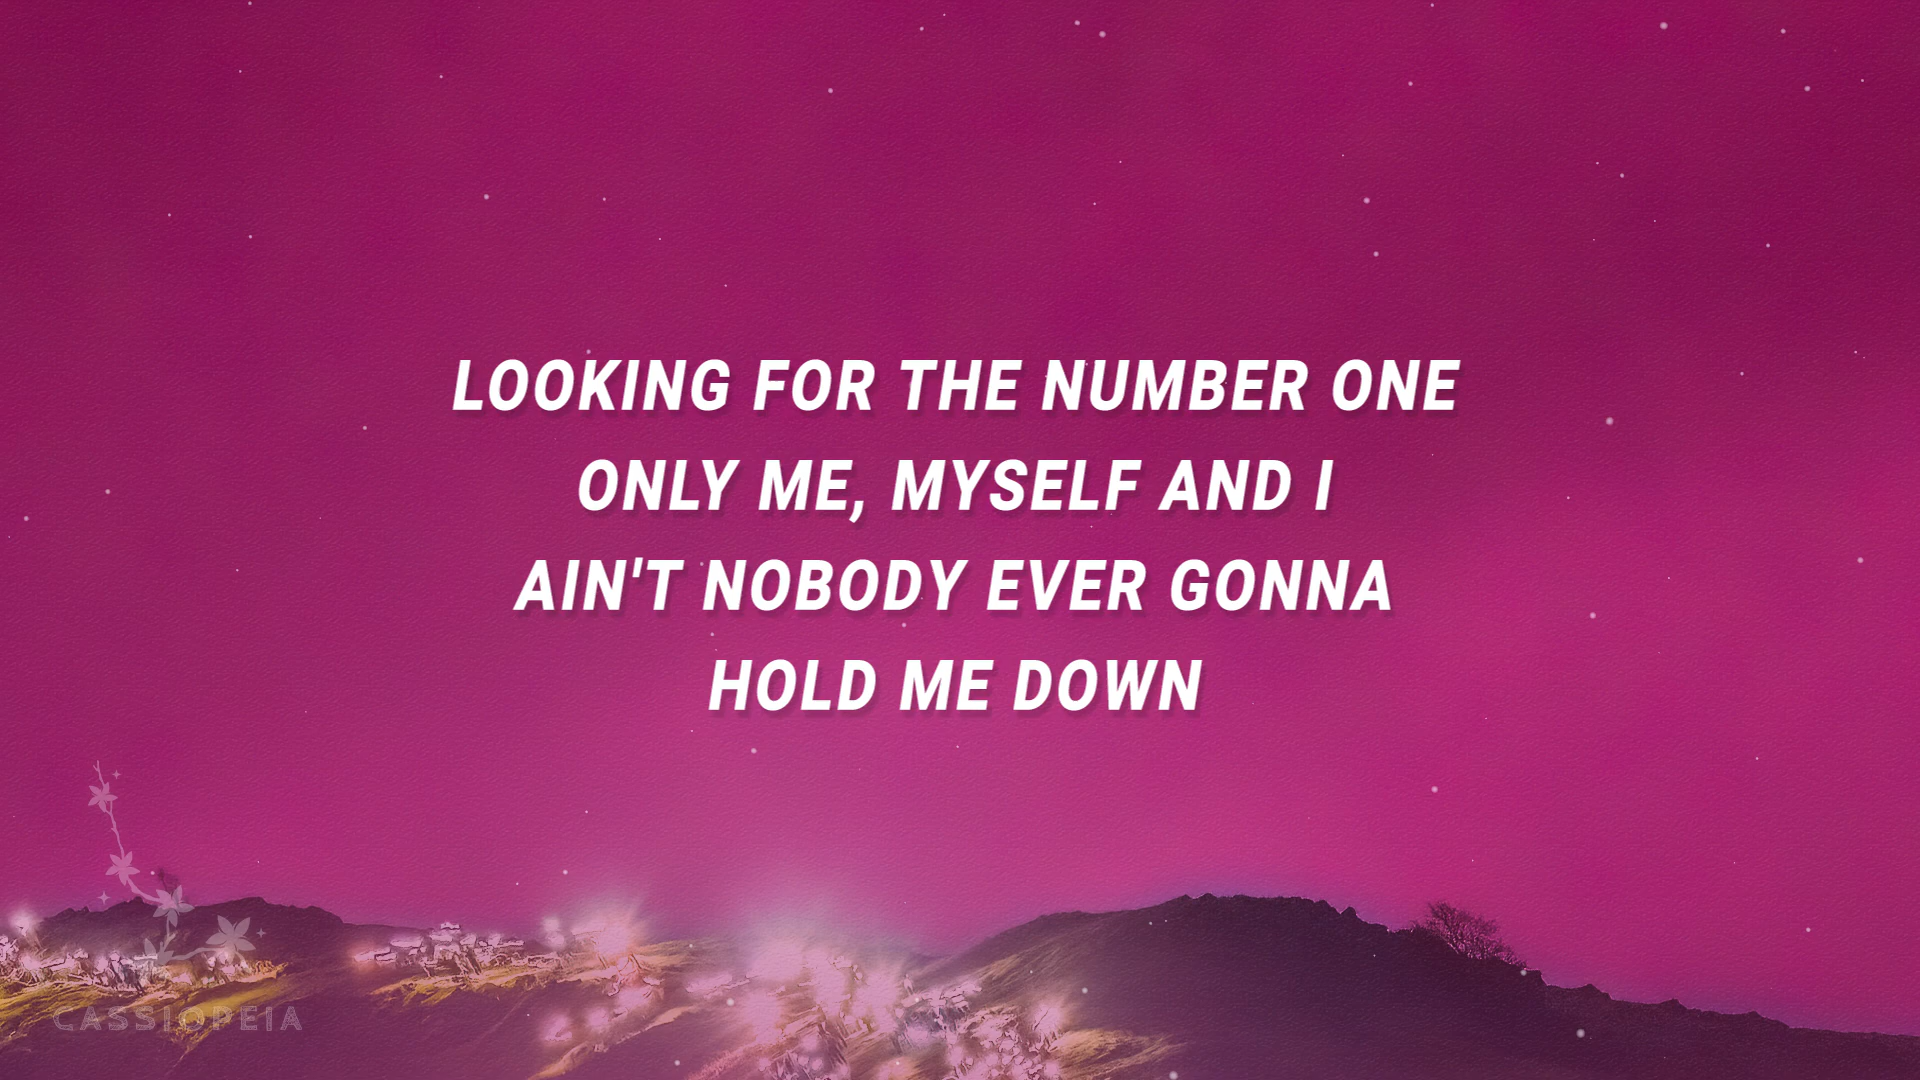 LOOKING FOR THE NUMBER ONE
ONLY ME, MYSELF AND I
AIN'T NOBODY EVER GONNA
HOLD ME DOWN
CASSIOPEIA